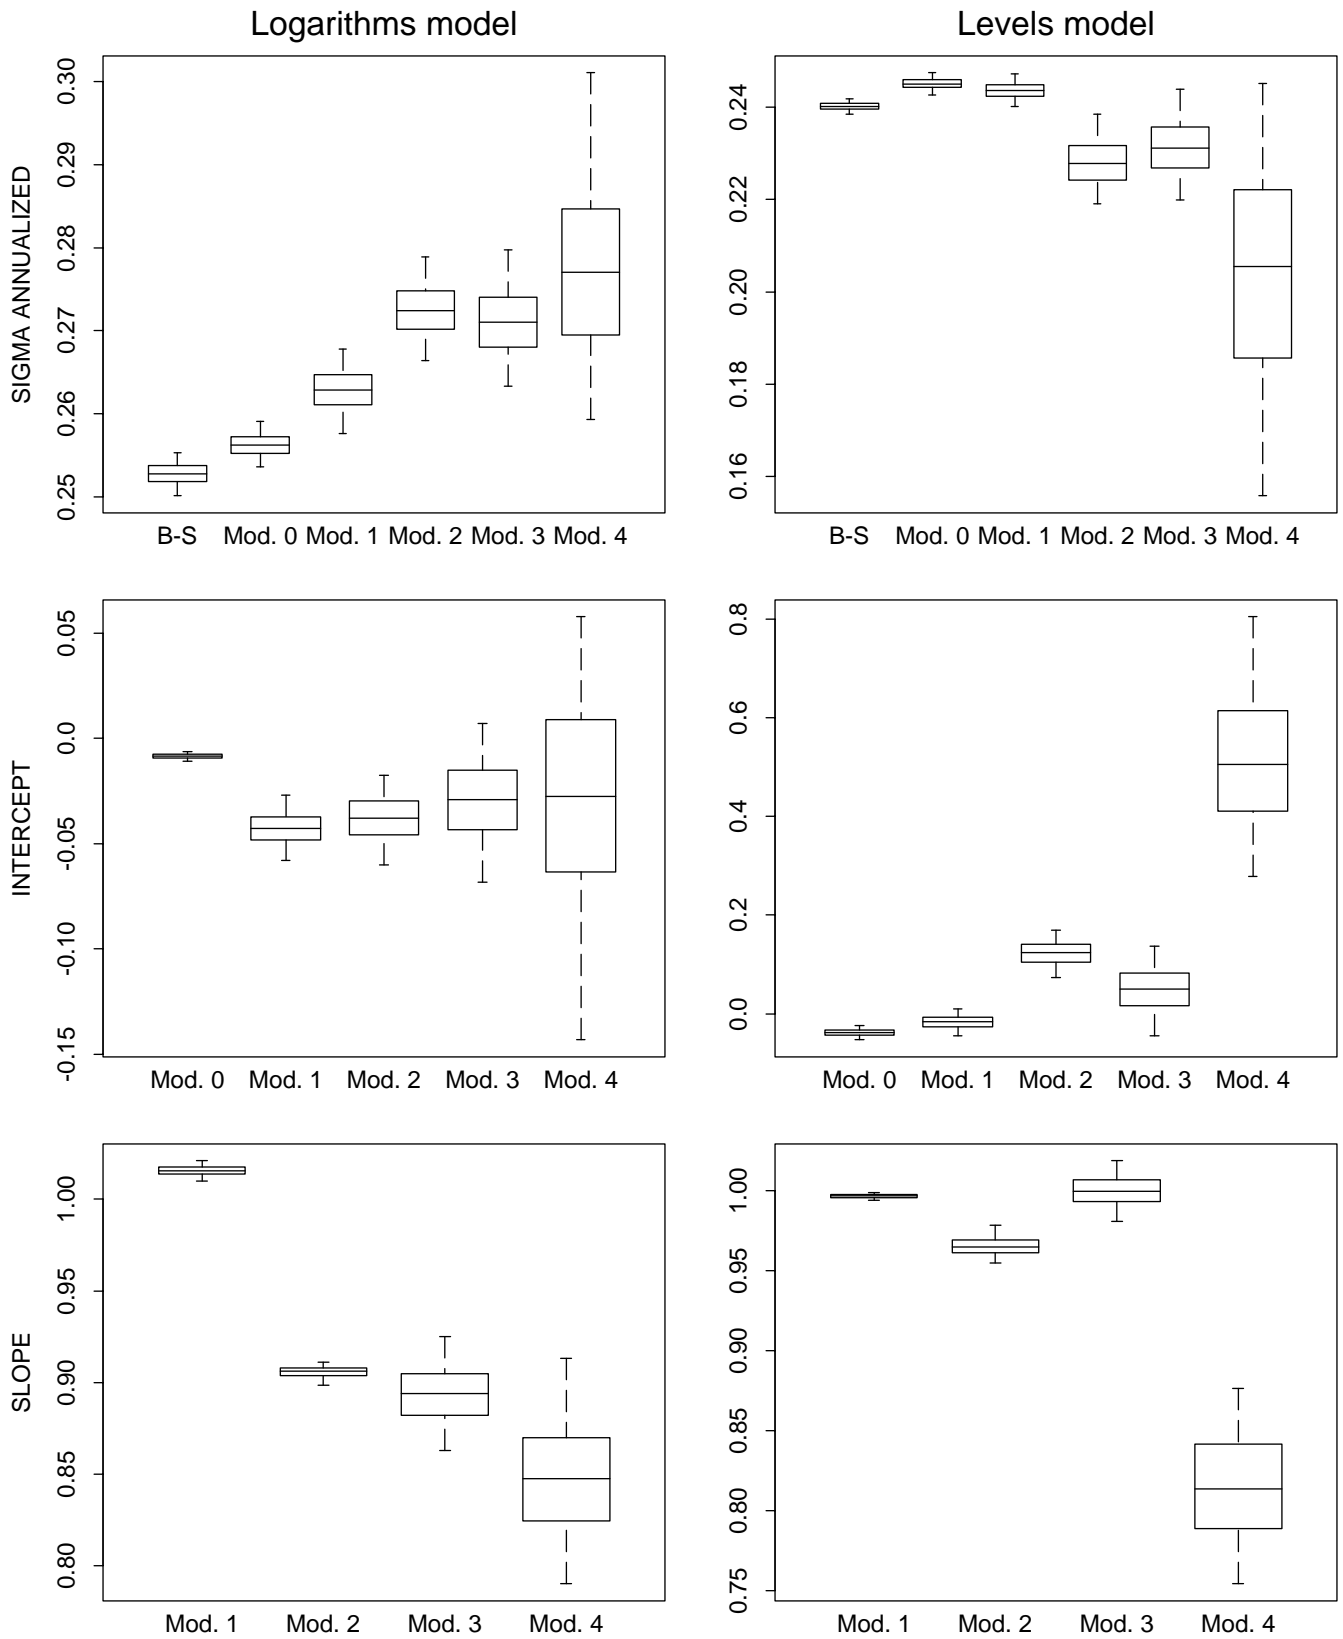 Logarithms model
Levels model
SIGMA ANNUALIZED
0.30
0.29
0.28
0.27
0.26
0.25
B-S Mod. 0 Mod. 1 Mod. 2 Mod. 3 Mod. 4
0.24
0.22
0.20
0.18
0.16
B-S Mod. 0 Mod. 1 Mod. 2 Mod. 3 Mod. 4
INTERCEPT
0.05
0.0
-0.05
-0.10
-0.15
Mod. 0 Mod. 1 Mod. 2 Mod. 3 Mod. 4
0.8
0.6
0.4
0.2
0.0
Mod. 0 Mod. 1 Mod. 2 Mod. 3 Mod. 4
SLOPE
1.00
0.95
0.90
0.85
0.80
Mod. 1 Mod. 2 Mod. 3 Mod. 4
1.00
0.95
0.90
0.85
0.80
0.75
Mod. 1 Mod. 2 Mod. 3 Mod. 4